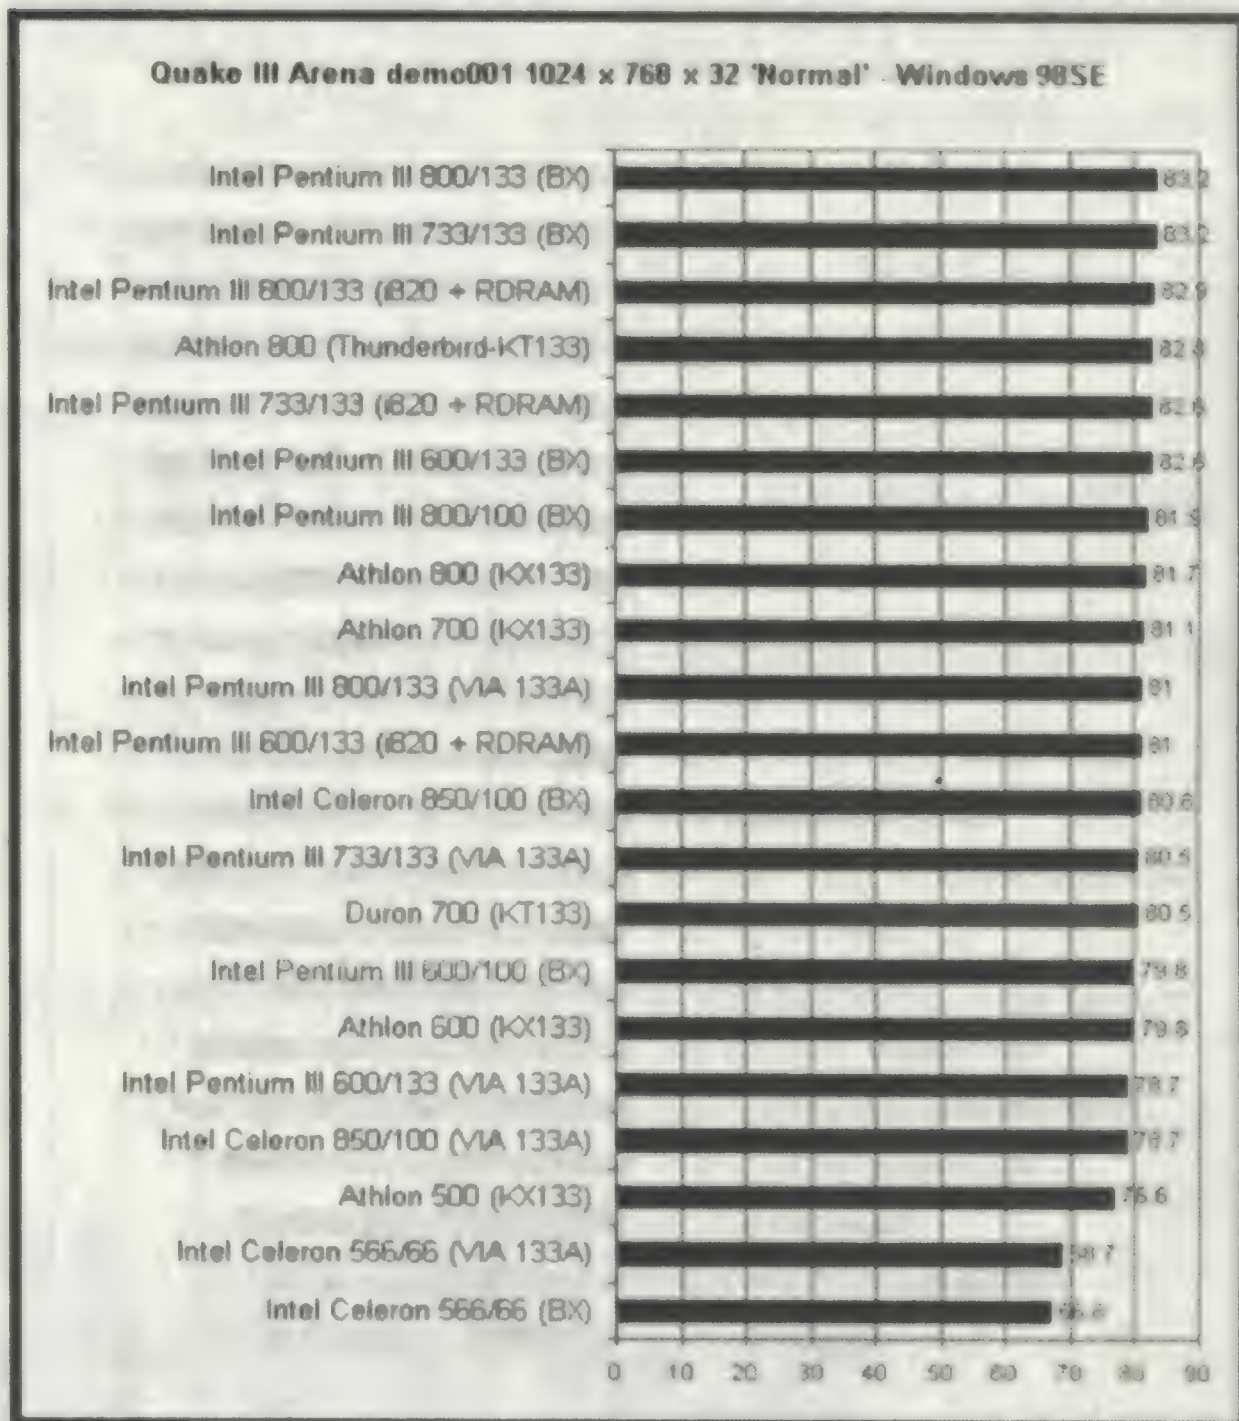 Quake III Arena demo001 1024 x 768 x 32 'Normal' - Windows 98SE
Intel Pentium III 800/133 (BX) 83.2
Intel Pentium III 733/133 (BX) 83.2
Intel Pentium III 800/133 (i820 + RDRAM) 82.9
Athlon 800 (Thunderbird-KT133) 82.8
Intel Pentium III 733/133 (i820 + RDRAM) 82.6
Intel Pentium III 600/133 (BX) 82.6
Intel Pentium III 800/100 (BX) 81.9
Athlon 800 (KX133) 81.7
Athlon 700 (KX133) 81.1
Intel Pentium III 800/133 (VIA 133A) 81
Intel Pentium III 600/133 (i820 + RDRAM) 81
Intel Celeron 850/100 (BX) 80.6
Intel Pentium III 733/133 (VIA 133A) 80.5
Duron 700 (KT133) 80.5
Intel Pentium III 600/100 (BX) 79.8
Athlon 600 (KX133) 79.8
Intel Pentium III 600/133 (VIA 133A) 78.7
Intel Celeron 850/100 (VIA 133A) 78.7
Athlon 500 (KX133) 76.6
Intel Celeron 566/66 (VIA 133A) 68.7
Intel Celeron 566/66 (BX)
0 10 20 30 40 50 60 70 80 90